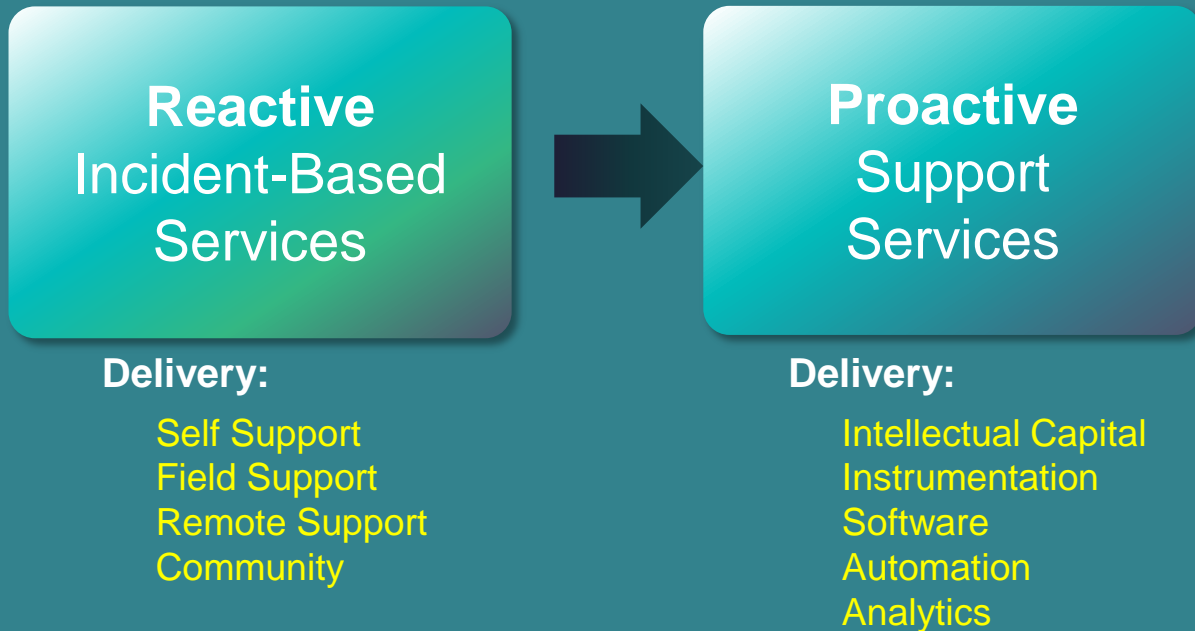 Reactive
Incident-Based
Services
Delivery:
Self Support
Field Support
Remote Support
Community
Proactive
Support
Services
Delivery:
Intellectual Capital
Instrumentation
Software
Automation
Analytics